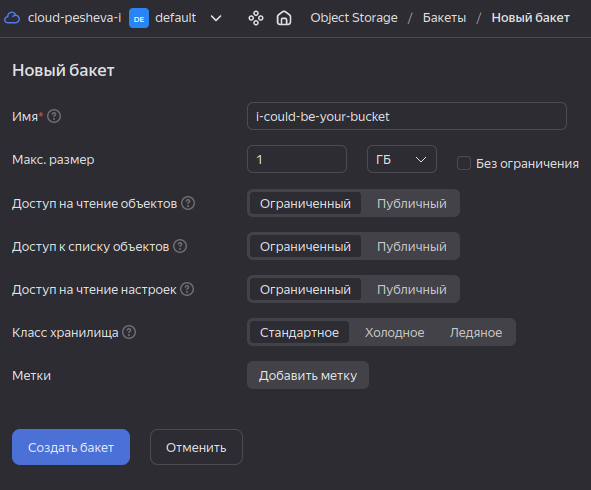 cloud-pesheva-i DE default Object Storage / Бакеты / Новый бакет
Новый бакет
Имя* ? i-could-be-your-bucket
Макс. размер 1 ГБ Без ограничения
Доступ на чтение объектов ? Ограниченный Публичный
Доступ к списку объектов ? Ограниченный Публичный
Доступ на чтение настроек ? Ограниченный Публичный
Класс хранилища ? Стандартное Холодное Ледяное
Метки Добавить метку
Создать бакет Отменить